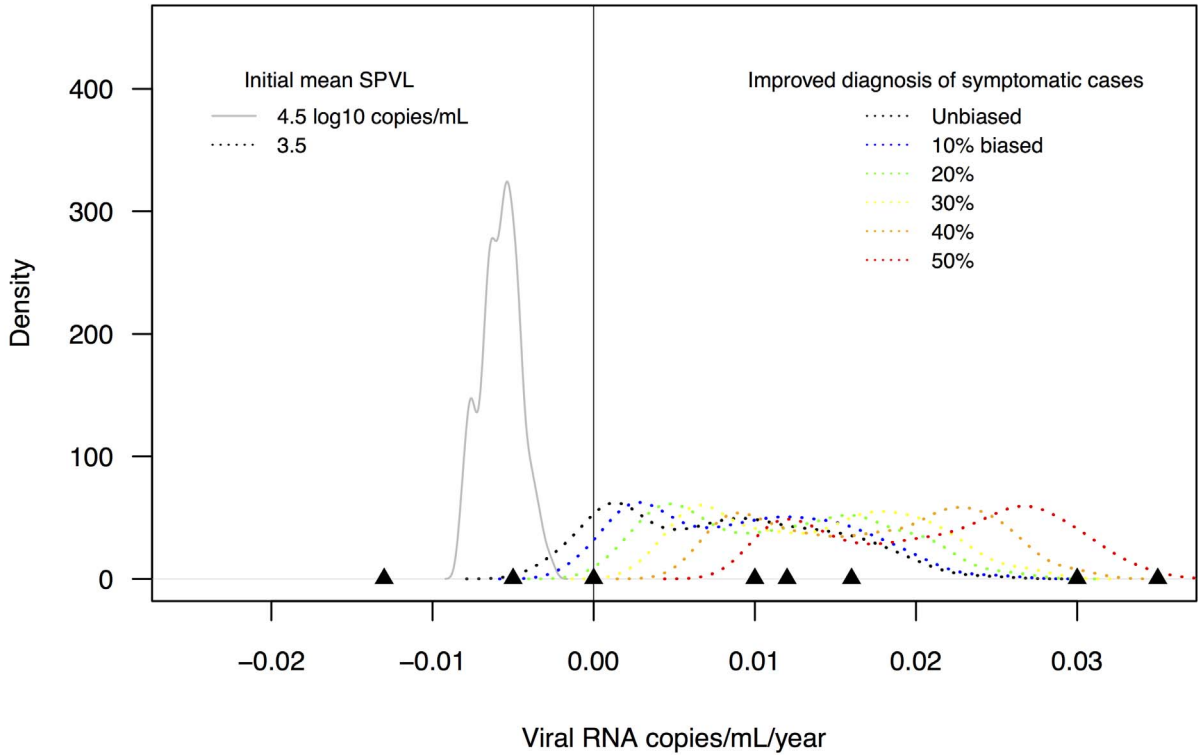 Initial mean SPVL
4.5 log10 copies/mL
3.5
Improved diagnosis of symptomatic cases
Unbiased
10% biased
20%
30%
40%
50%
Density
400
300
200
100
0
−0.02
−0.01
0.00
0.01
0.02
0.03
Viral RNA copies/mL/year